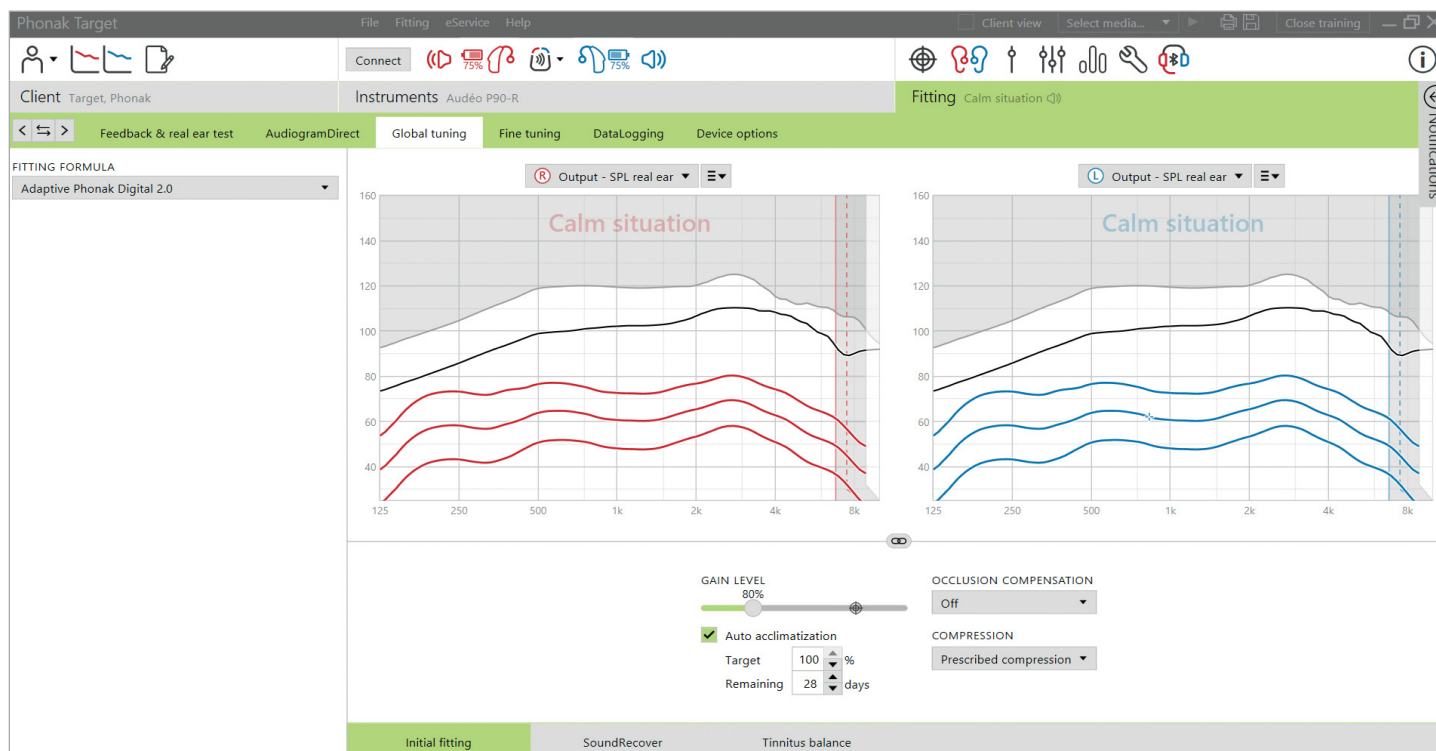 Phonak Target File Fitting eService Help Client view Select media... Close training
Connect 75% 75%
Client Target, Phonak Instruments Audéo P90-R Fitting Calm situation
Notifications
Feedback & real ear test AudiogramDirect Global tuning Fine tuning DataLogging Device options
FITTING FORMULA
Adaptive Phonak Digital 2.0
R Output - SPL real ear L Output - SPL real ear
160 160
Calm situation Calm situation
140 140
120 120
100 100
80 80
60 60
40 40
125 250 500 1k 2k 4k 8k 125 250 500 1k 2k 4k 8k
GAIN LEVEL OCCLUSION COMPENSATION
80%
Off
Auto acclimatization COMPRESSION
Target 100 % Prescribed compression
Remaining 28 days
Initial fitting SoundRecover Tinnitus balance